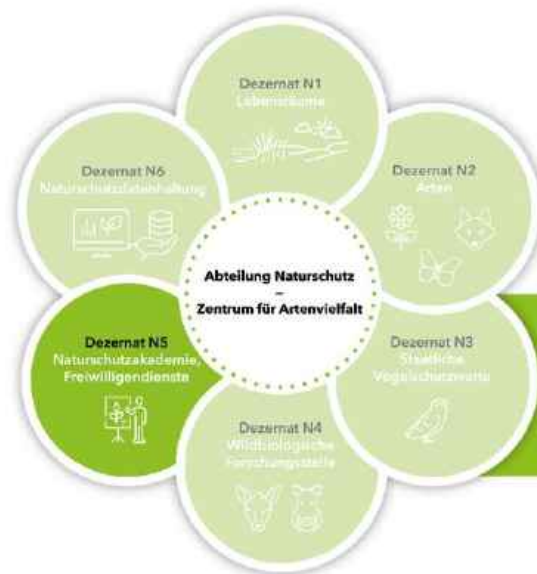 Dezernat N1
Lebensräume
Dezernat N2
Arten
Dezernat N3
Staatliche
Vogelschutzwarte
Dezernat N4
Wildbiologische
Forschungsstelle
Dezernat N5
Naturschutzakademie,
Freiwilligendienste
Dezernat N6
Naturschutzdatenhaltung
Abteilung Naturschutz
–
Zentrum für Artenvielfalt